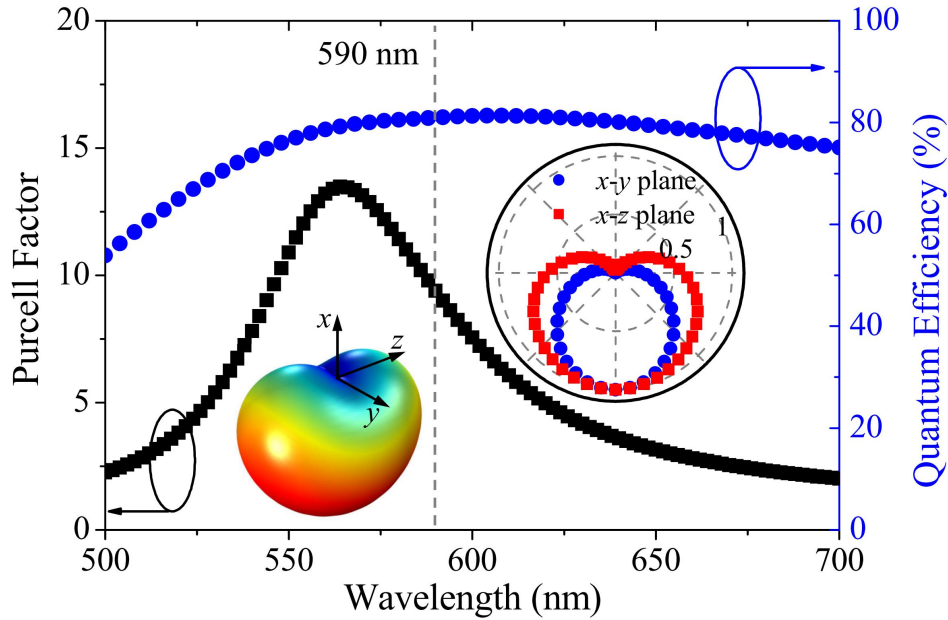 20
15
10
5
0
Purcell Factor
500
550
600
650
700
Wavelength (nm)
100
80
60
40
20
0
Quantum Efficiency (%)
590 nm
x-y plane
x-z plane
1
0.5
x
z
y